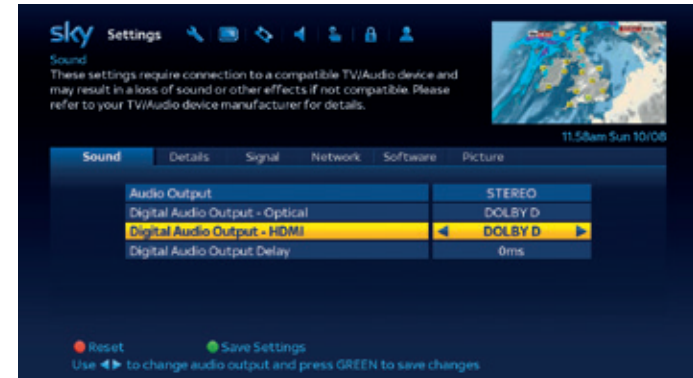 sky Settings
Sound
These settings require connection to a compatible TV/Audio device and
may result in a loss of sound or other effects if not compatible. Please
refer to your TV/Audio device manufacturer for details.
11.58am Sun 10/08
Sound Details Signal Network Software Picture
Audio Output STEREO
Digital Audio Output - Optical DOLBY D
Digital Audio Output - HDMI DOLBY D
Digital Audio Output Delay 0ms
Reset Save Settings
Use ◀▶ to change audio output and press GREEN to save changes